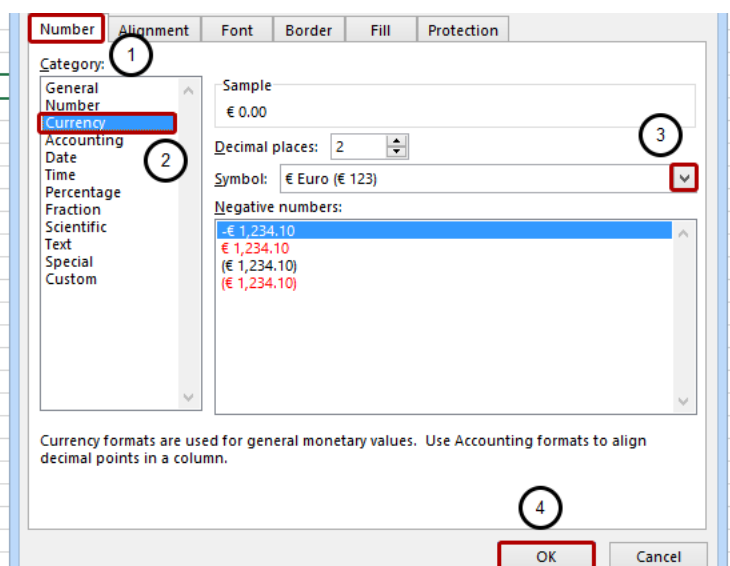 Number Alignment Font Border Fill Protection
1
Category:
General
Number
Currency
Accounting
Date
Time
Percentage
Fraction
Scientific
Text
Special
Custom
2
Sample
€ 0.00
3
Decimal places: 2
Symbol: € Euro (€ 123)
Negative numbers:
-€ 1,234.10
€ 1,234.10
(€ 1,234.10)
(€ 1,234.10)
Currency formats are used for general monetary values.  Use Accounting formats to align
decimal points in a column.
4
OK Cancel